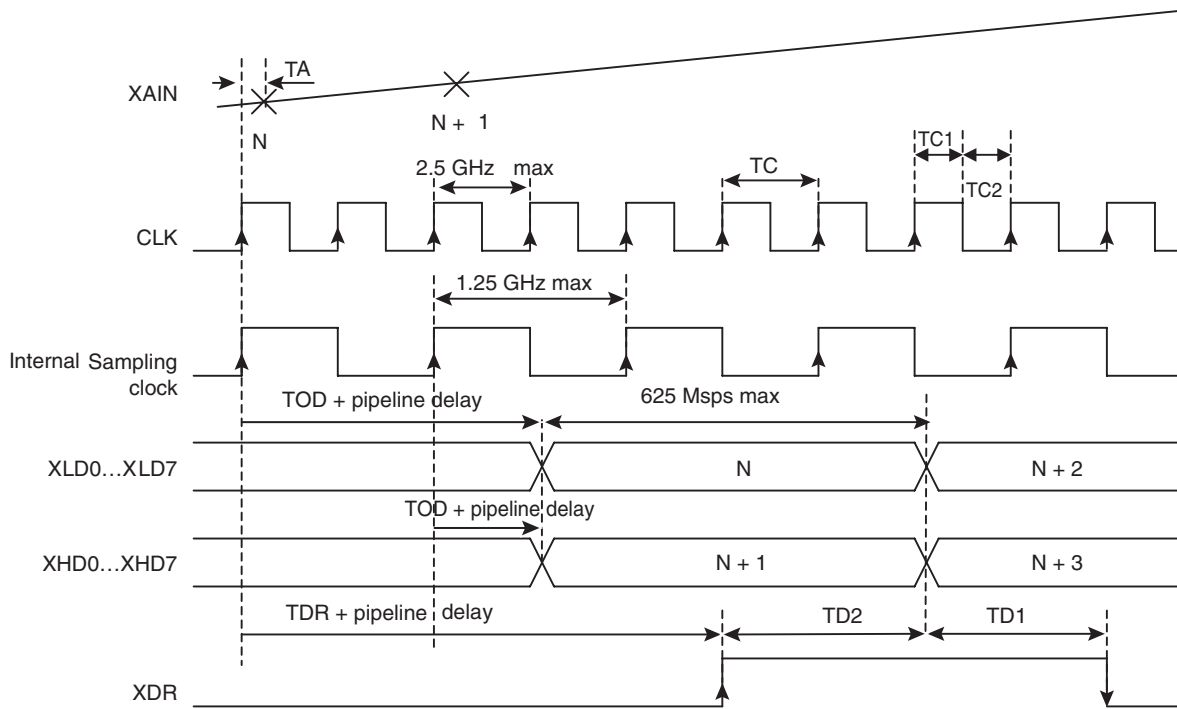 TA
XAIN
N
N + 1
2.5 GHz max
TC
TC1
TC2
CLK
1.25 GHz max
Internal Sampling
clock
TOD + pipeline delay
625 Msps max
XLD0...XLD7
N
N + 2
TOD + pipeline delay
XHD0...XHD7
N + 1
N + 3
TDR + pipeline delay
TD2
TD1
XDR